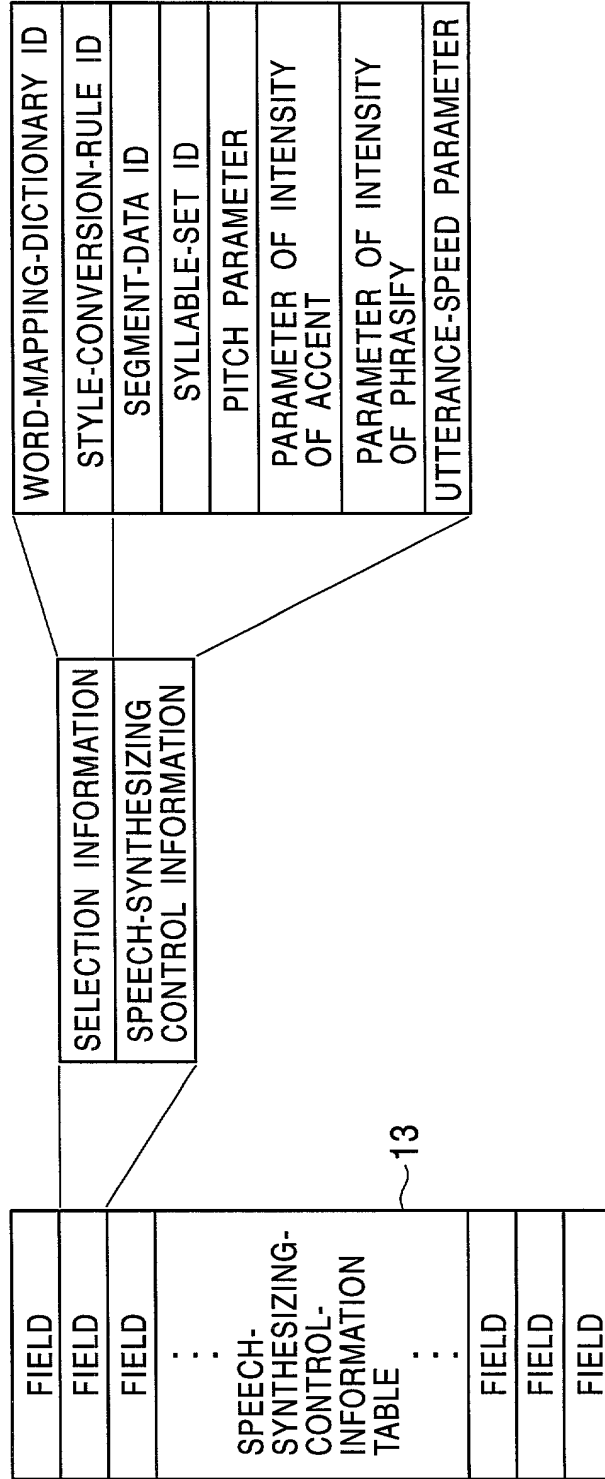 FIELD
FIELD
FIELD
...
SPEECH-
SYNTHESIZING-
CONTROL-
INFORMATION
TABLE
...
FIELD
FIELD
FIELD
13
SELECTION INFORMATION
SPEECH-SYNTHESIZING
CONTROL INFORMATION
WORD-MAPPING-DICTIONARY ID
STYLE-CONVERSION-RULE ID
SEGMENT-DATA ID
SYLLABLE-SET ID
PITCH PARAMETER
PARAMETER OF INTENSITY
OF ACCENT
PARAMETER OF INTENSITY
OF PHRASIFY
UTTERANCE-SPEED PARAMETER